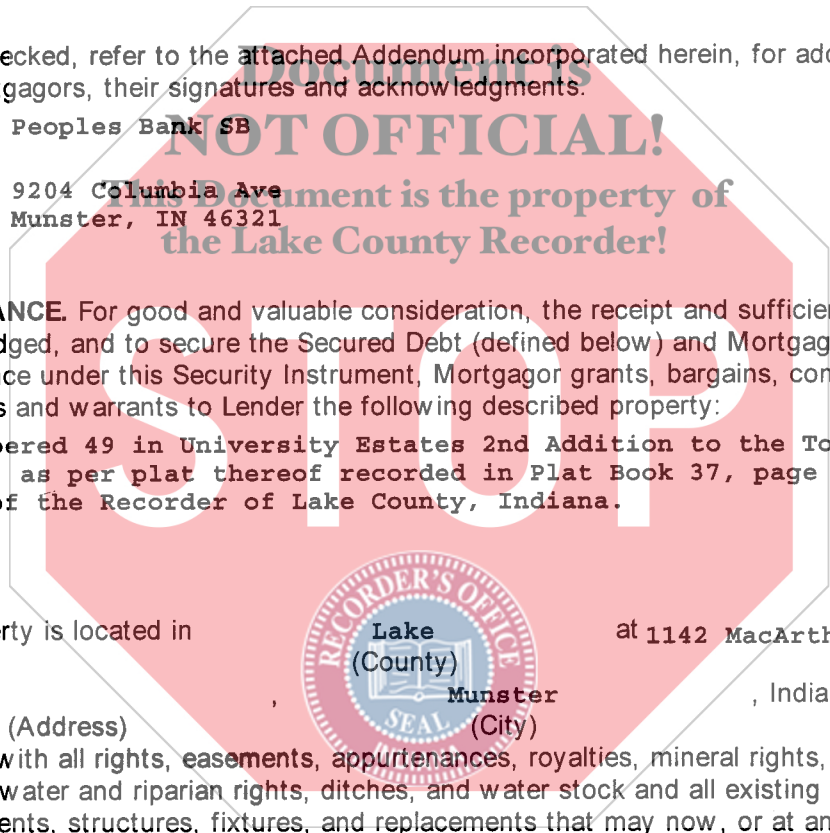 ecked, refer to the attached Addendum incorporated herein, for add
gagors, their signatures and acknowledgments.
Document is
Peoples Bank SB
NOT OFFICIAL!
9204 Columbia Ave
This Document is the property of
Munster, IN 46321
the Lake County Recorder!
ANCE. For good and valuable consideration, the receipt and sufficien
dged, and to secure the Secured Debt (defined below) and Mortgag
ce under this Security Instrument, Mortgagor grants, bargains, con
s and warrants to Lender the following described property:
STOP
ered 49 in University Estates 2nd Addition to the To
as per plat thereof recorded in Plat Book 37, page
of the Recorder of Lake County, Indiana.
RECORDER'S OFFICE
erty is located in Lake at 1142 MacArth
(County)
, Munster , India
SEAL
(Address) (City)
with all rights, easements, appurtenances, royalties, mineral rights,
water and riparian rights, ditches, and water stock and all existing
ents, structures, fixtures, and replacements that may now, or at an